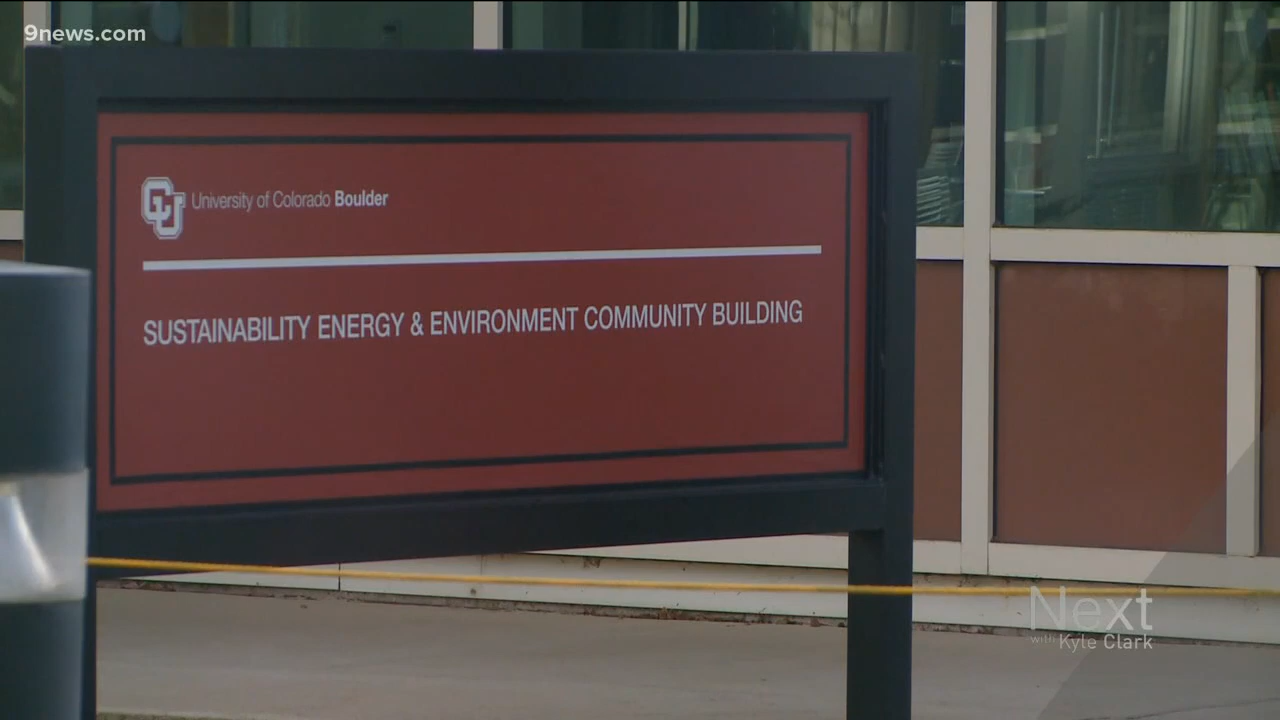 9news.com
CU University of Colorado Boulder
SUSTAINABILITY ENERGY & ENVIRONMENT COMMUNITY BUILDING
Next
with Kyle Clark